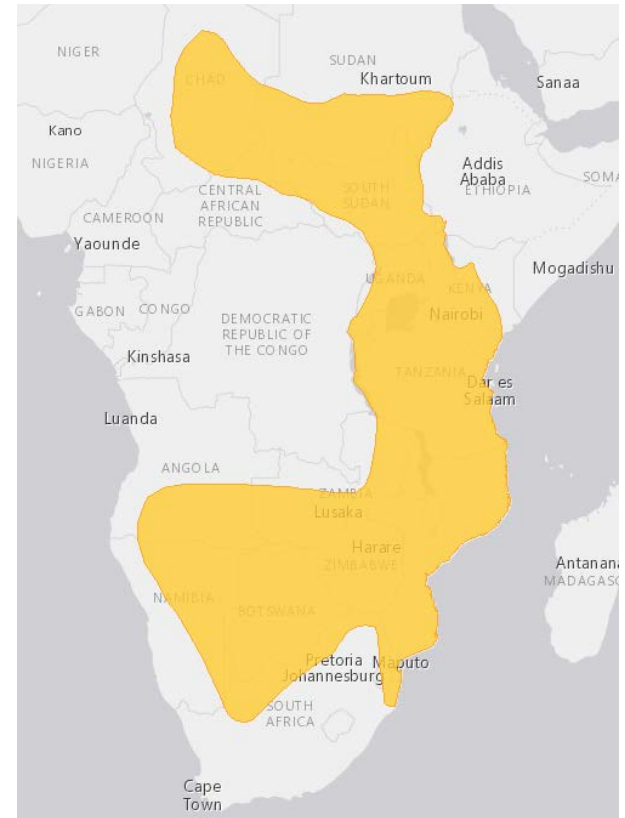 NIGER
SUDAN
CHAD
Khartoum
Sanaa
Kano
NIGERIA
Addis
Ababa
ETHIOPIA
SOMA
CENTRAL
AFRICAN
REPUBLIC
SOUTH
SUDAN
CAMEROON
Yaounde
Mogadishu
UGANDA
KENYA
GABON
CONGO
Nairobi
DEMOCRATIC
REPUBLIC OF
THE CONGO
Kinshasa
TANZANIA
Dar es
Salaam
Luanda
ANGOLA
ZAMBIA
Lusaka
Harare
ZIMBABWE
Antanana
MADAGASC
NAMIBIA
BOTSWANA
Pretoria
Maputo
Johannesburg
SOUTH
AFRICA
Cape
Town